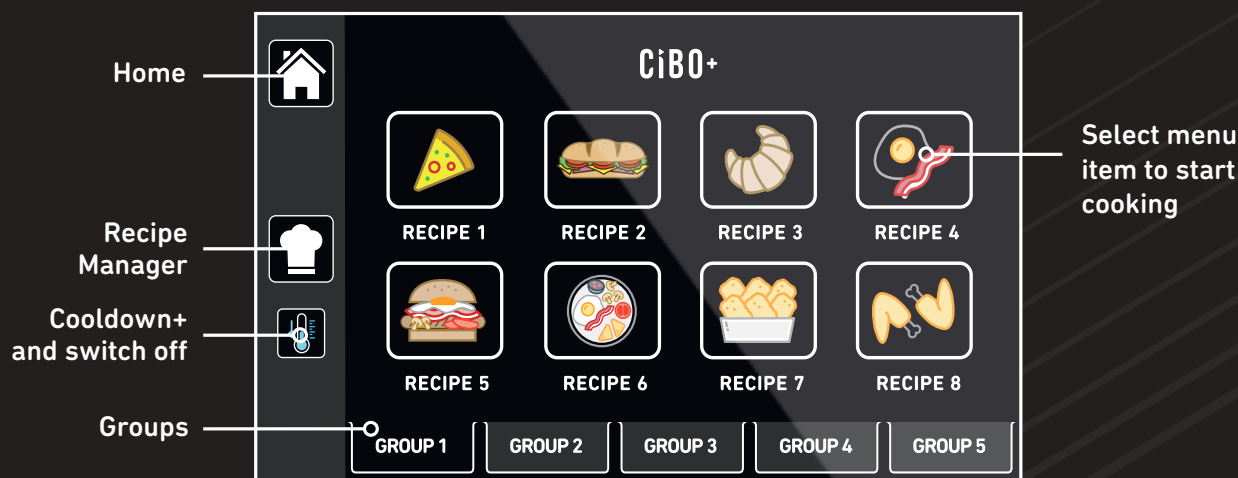 CiBO+
Home
Select menu
item to start
cooking
RECIPE 1
RECIPE 2
RECIPE 3
RECIPE 4
Recipe
Manager
Cooldown+
and switch off
RECIPE 5
RECIPE 6
RECIPE 7
RECIPE 8
Groups
GROUP 1
GROUP 2
GROUP 3
GROUP 4
GROUP 5